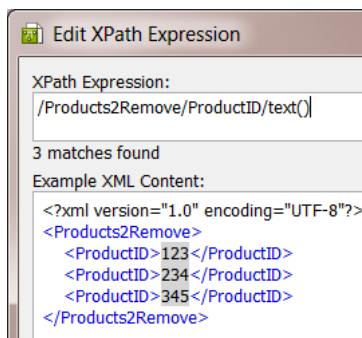 Edit XPath Expression
XPath Expression:
/Products2Remove/ProductID/text()
3 matches found
Example XML Content:
<?xml version="1.0" encoding="UTF-8"?>
<Products2Remove>
<ProductID>123</ProductID>
<ProductID>234</ProductID>
<ProductID>345</ProductID>
</Products2Remove>